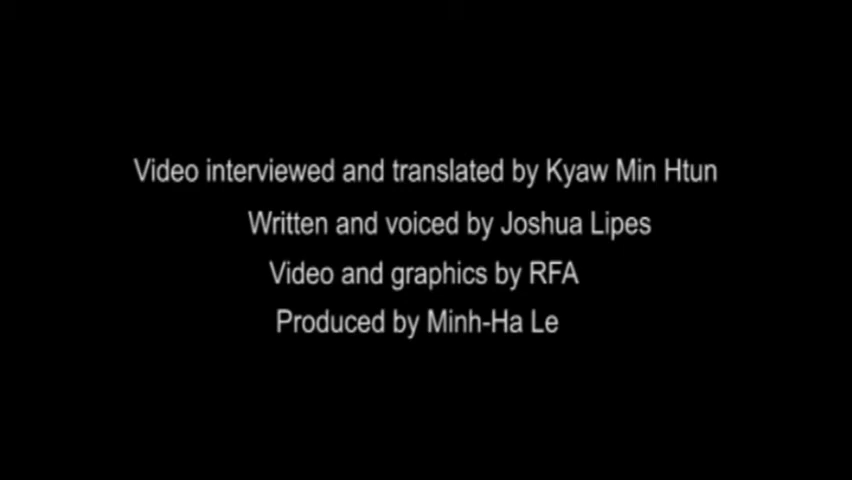 Video interviewed and translated by Kyaw Min Htun
Written and voiced by Joshua Lipes
Video and graphics by RFA
Produced by Minh-Ha Le